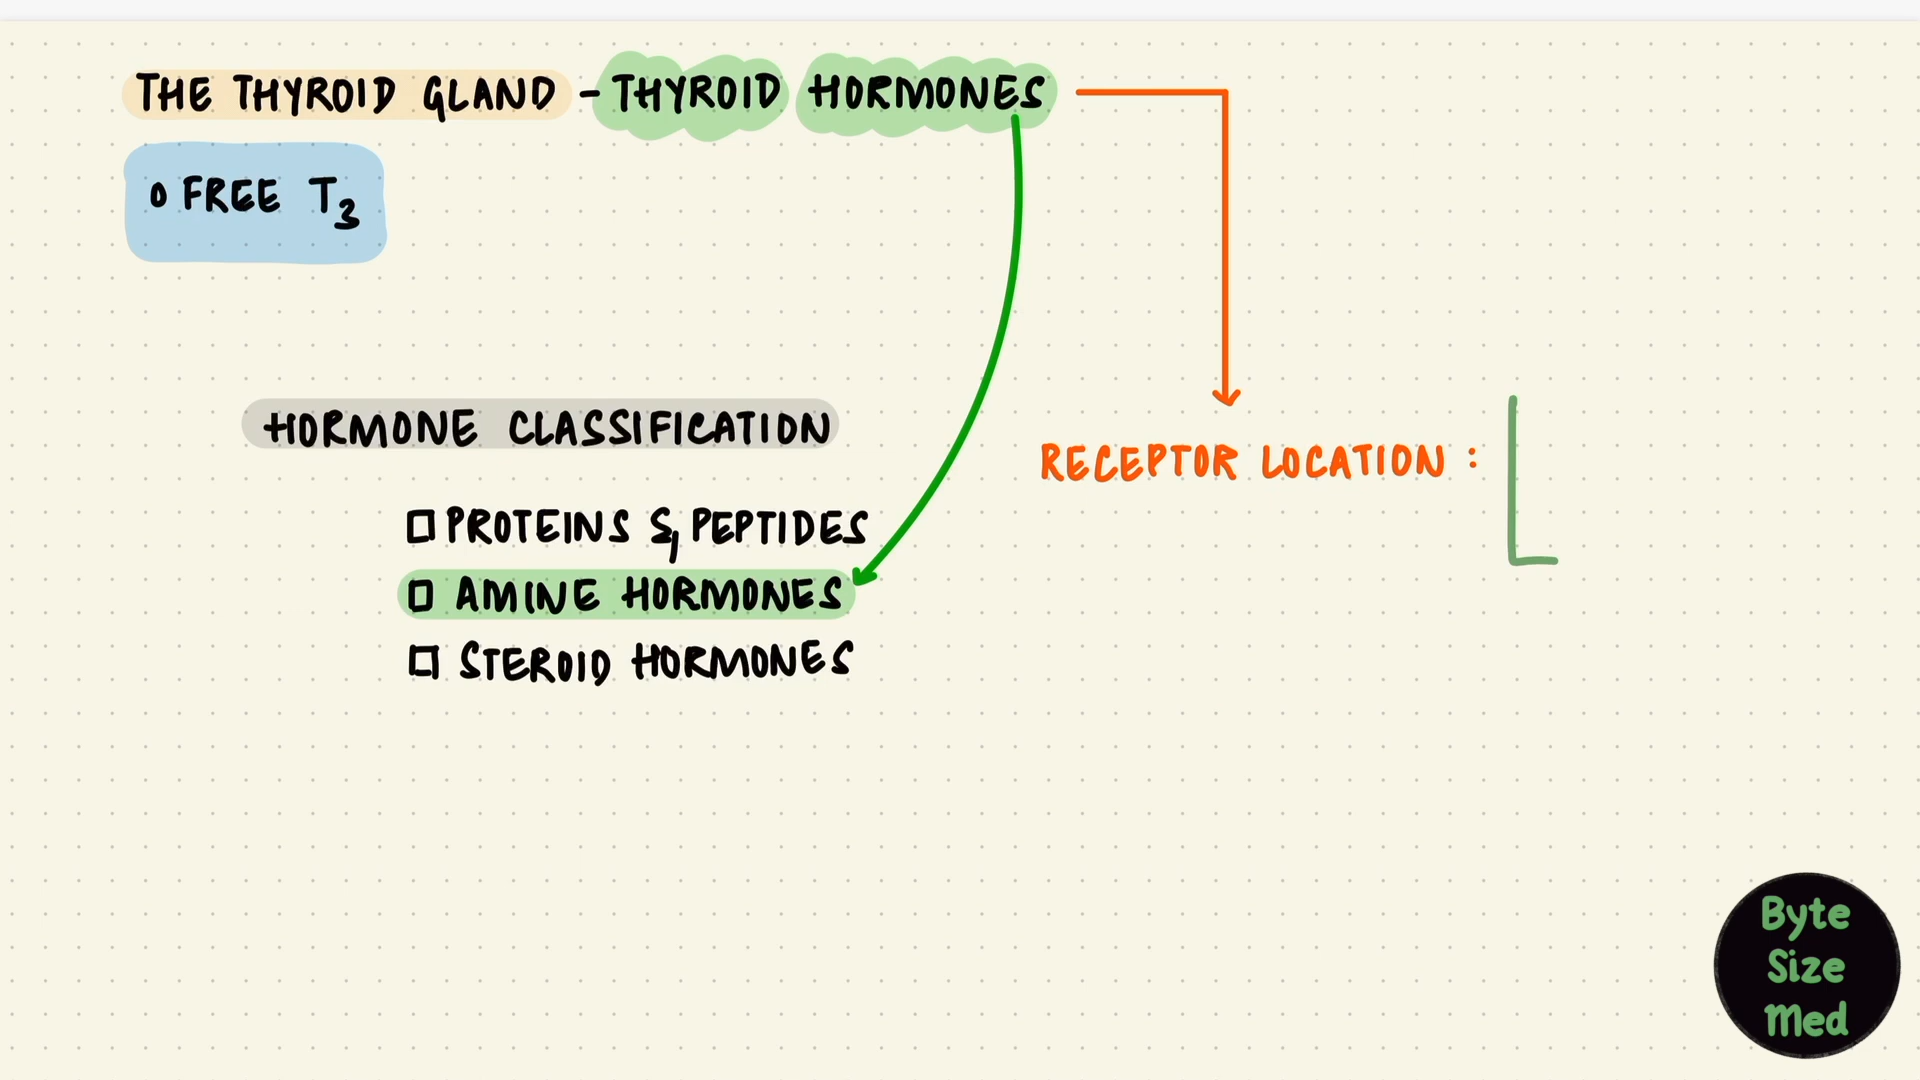 THE THYROID GLAND - THYROID HORMONES
o FREE T3
HORMONE CLASSIFICATION
RECEPTOR LOCATION :
□ PROTEINS & PEPTIDES
□ AMINE HORMONES
□ STEROID HORMONES
Byte
Size
Med